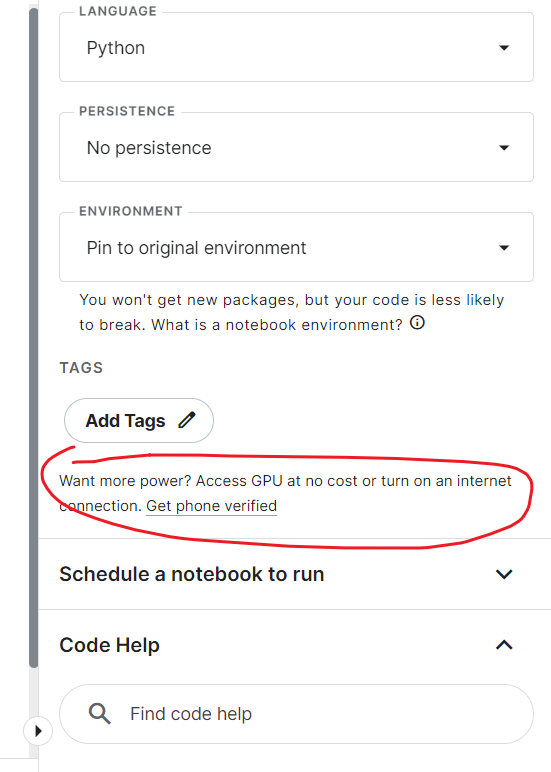 LANGUAGE
Python
PERSISTENCE
No persistence
ENVIRONMENT
Pin to original environment
You won't get new packages, but your code is less likely
to break. What is a notebook environment?
TAGS
Add Tags
Want more power? Access GPU at no cost or turn on an internet
connection. Get phone verified
Schedule a notebook to run
Code Help
Find code help